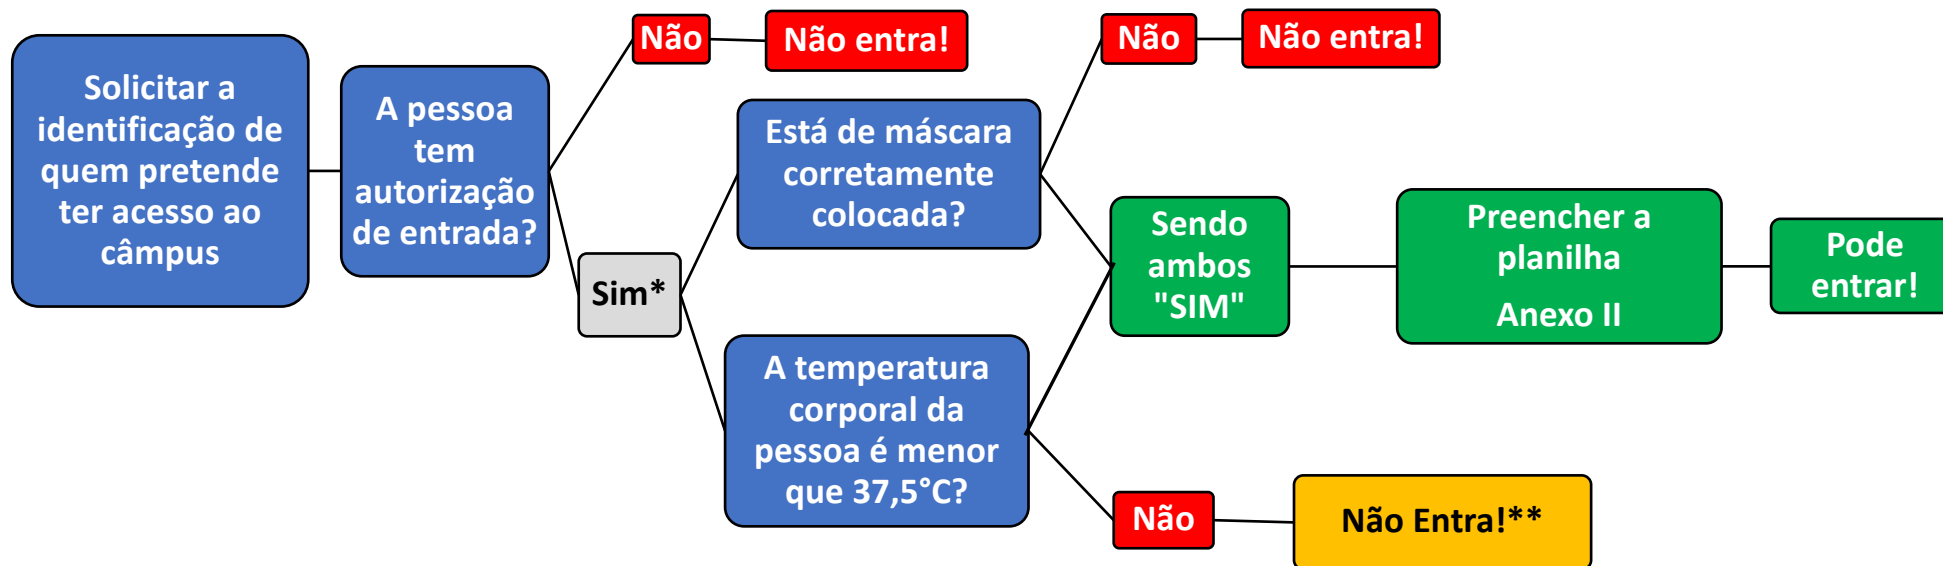 Solicitar a
identificação de
quem pretende
ter acesso ao
câmpus
A pessoa
tem
autorização
de entrada?
Não
Não entra!
Sim*
Está de máscara
corretamente
colocada?
Não
Não entra!
A temperatura
corporal da
pessoa é menor
que 37,5°C?
Sendo
ambos
"SIM"
Preencher a
planilha
Anexo II
Pode
entrar!
Não
Não Entra!**